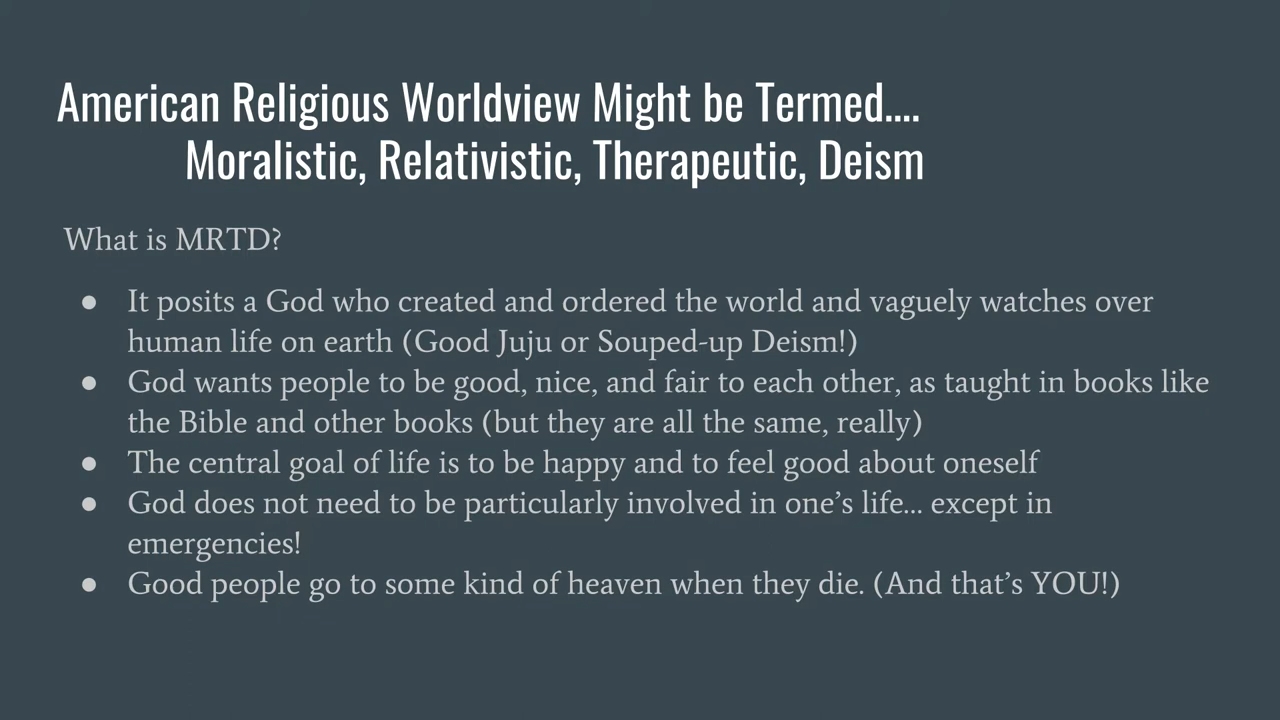 American Religious Worldview Might be Termed....
Moralistic, Relativistic, Therapeutic, Deism
What is MRTD?
● It posits a God who created and ordered the world and vaguely watches over
human life on earth (Good Juju or Souped-up Deism!)
● God wants people to be good, nice, and fair to each other, as taught in books like
the Bible and other books (but they are all the same, really)
● The central goal of life is to be happy and to feel good about oneself
● God does not need to be particularly involved in one’s life... except in
emergencies!
● Good people go to some kind of heaven when they die. (And that’s YOU!)